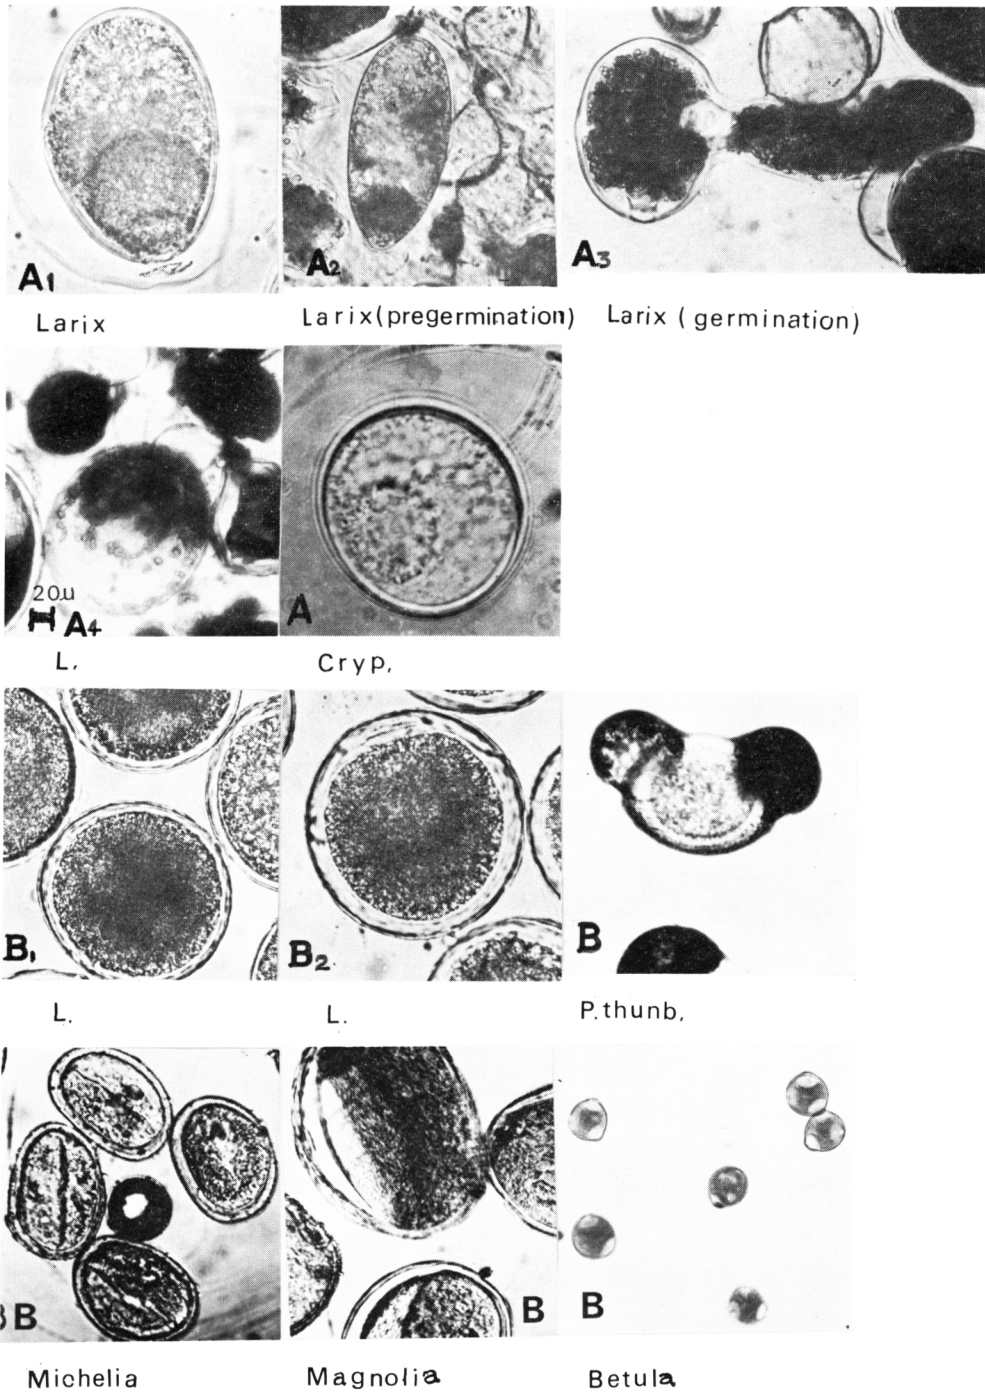 A1
A2
A3
Larix
Larix(pregermination)
Larix (germination)
20u
A4
A
L.
Cryp.
B1
B2
B
L.
L.
P.thunb.
B
B
B
Michelia
Magnolia
Betula